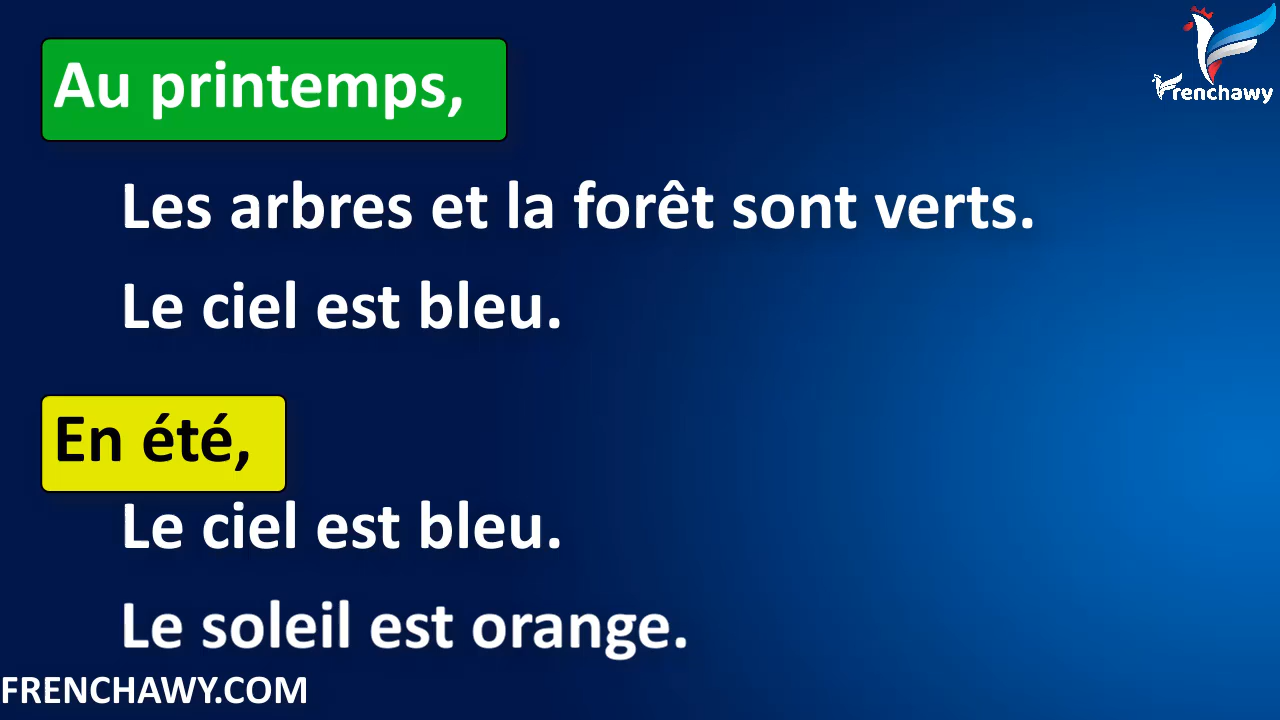 Frenchawy
Au printemps,
Les arbres et la forêt sont verts.
Le ciel est bleu.
En été,
Le ciel est bleu.
Le soleil est orange.
FRENCHAWY.COM